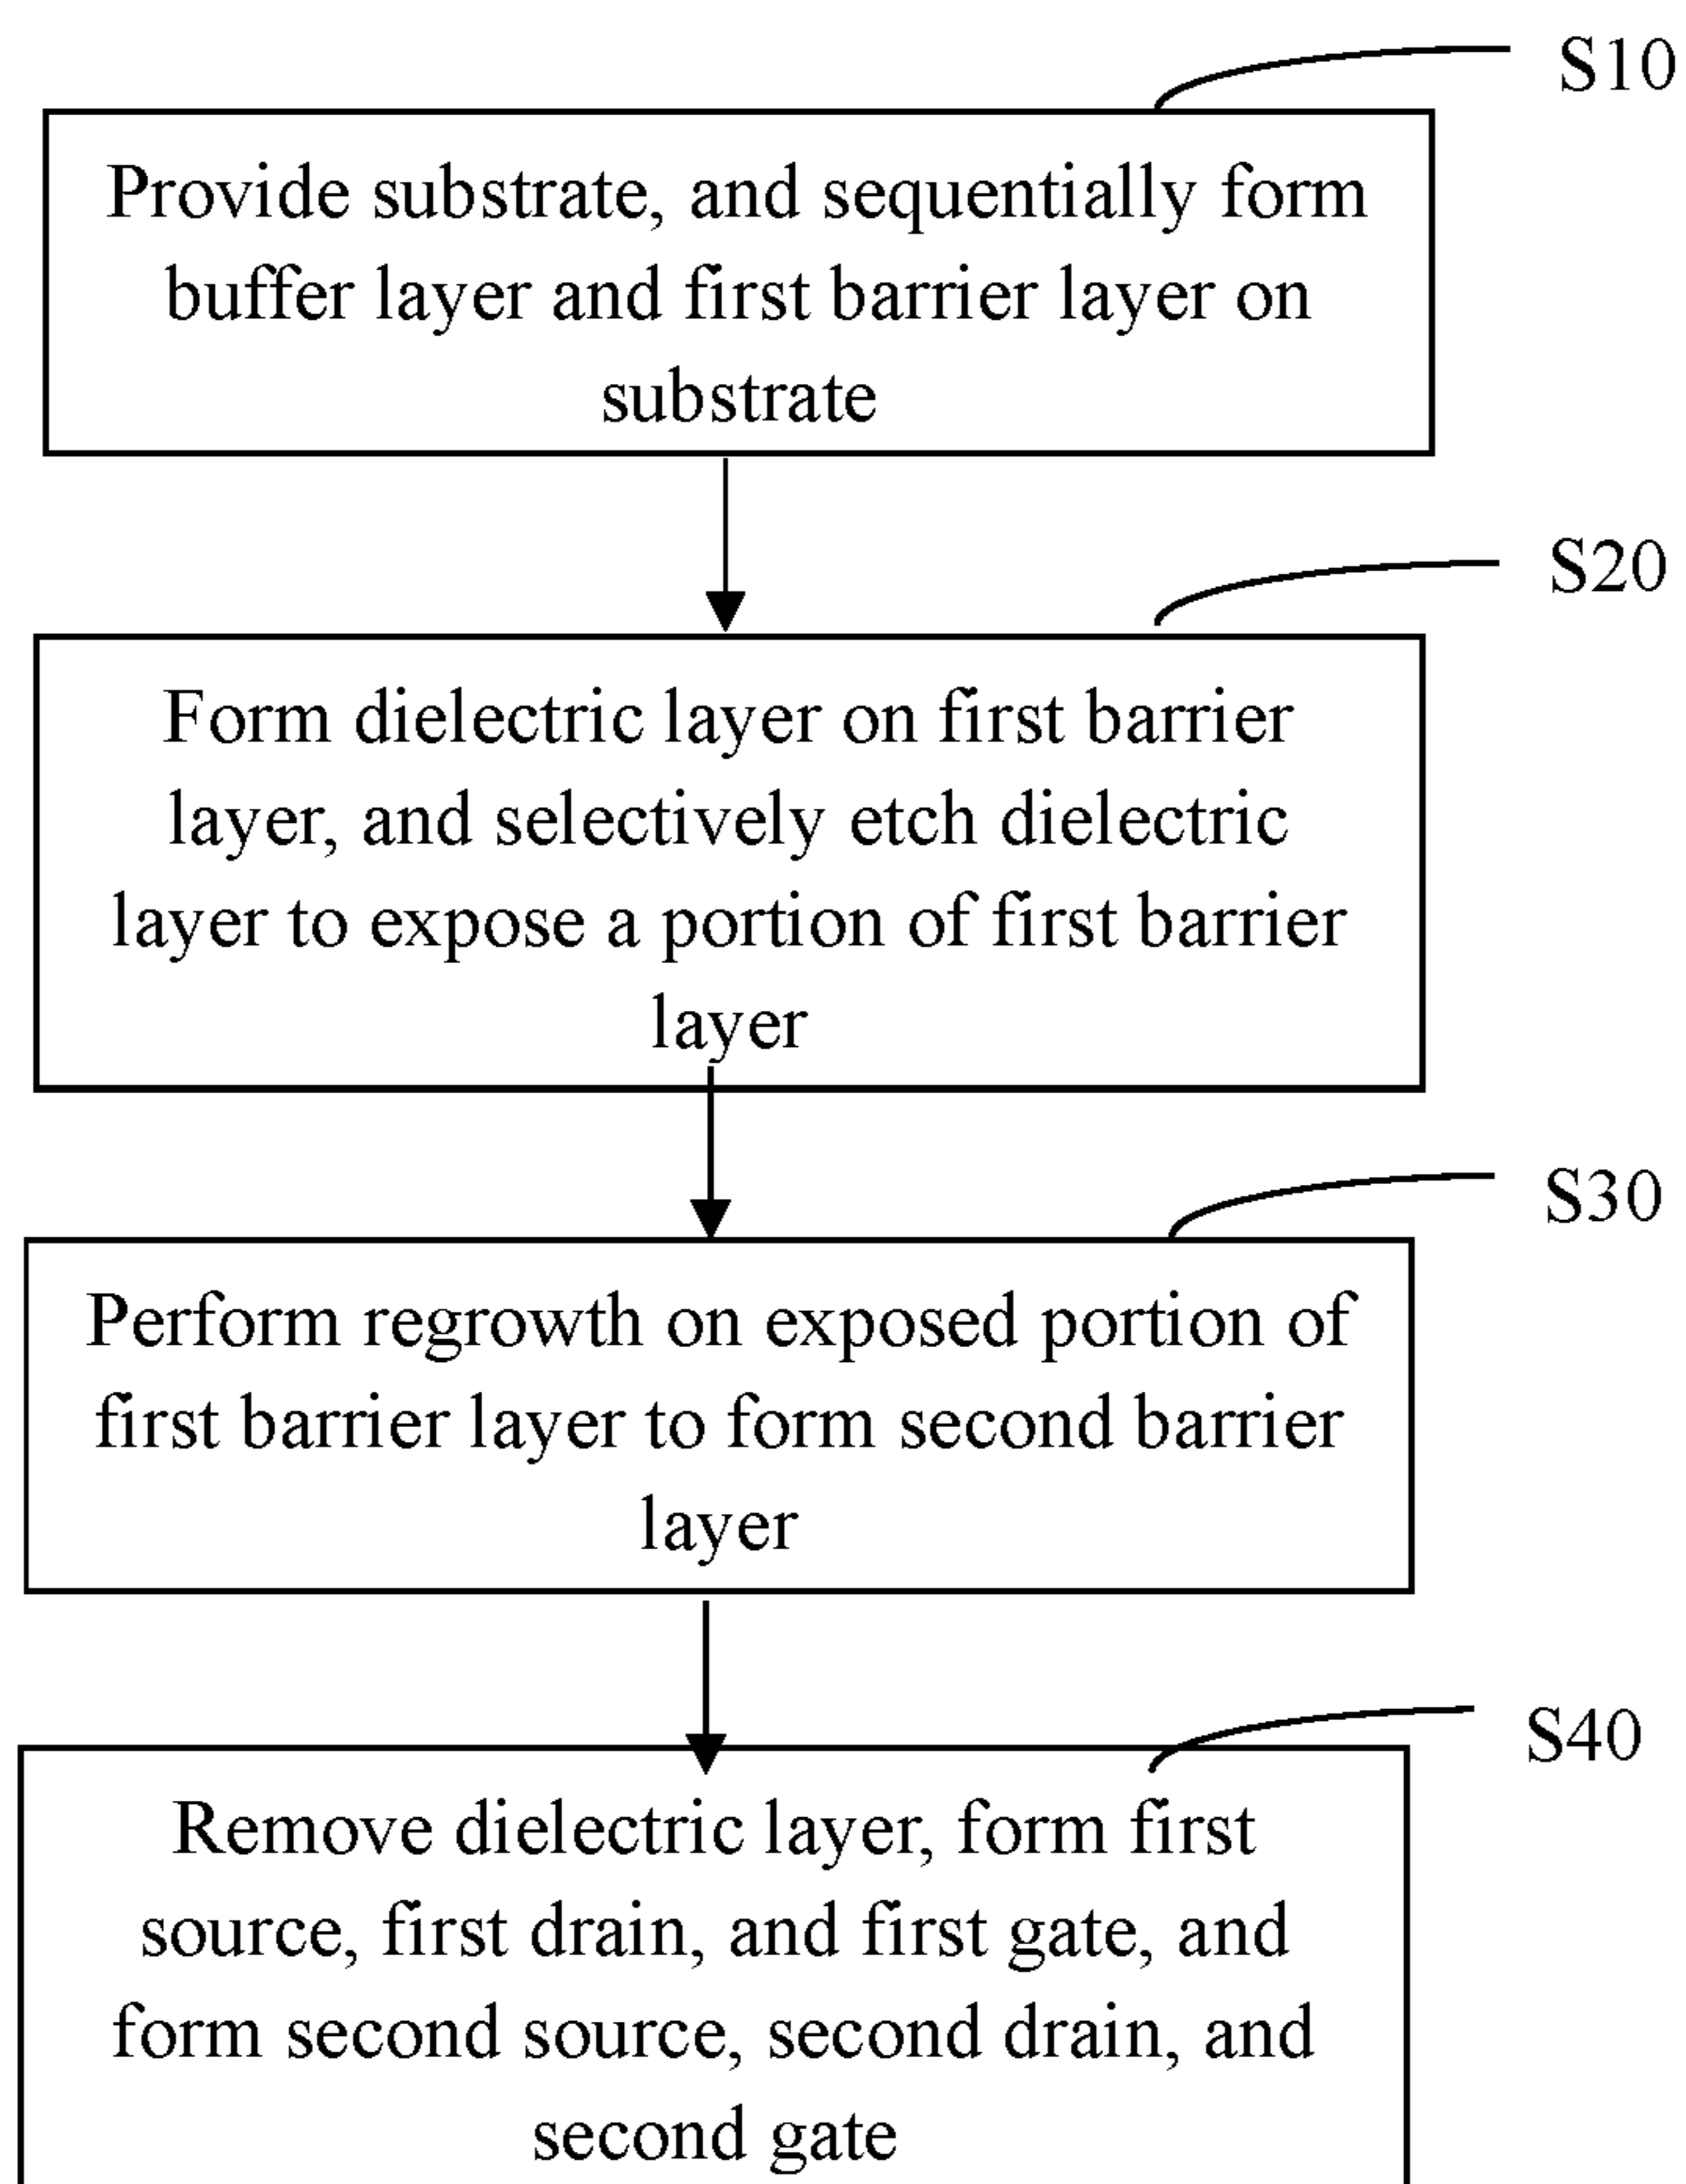 S10
Provide substrate, and sequentially form
buffer layer and first barrier layer on
substrate
S20
Form dielectric layer on first barrier
layer, and selectively etch dielectric
layer to expose a portion of first barrier
layer
S30
Perform regrowth on exposed portion of
first barrier layer to form second barrier
layer
S40
Remove dielectric layer, form first
source, first drain, and first gate, and
form second source, second drain, and
second gate